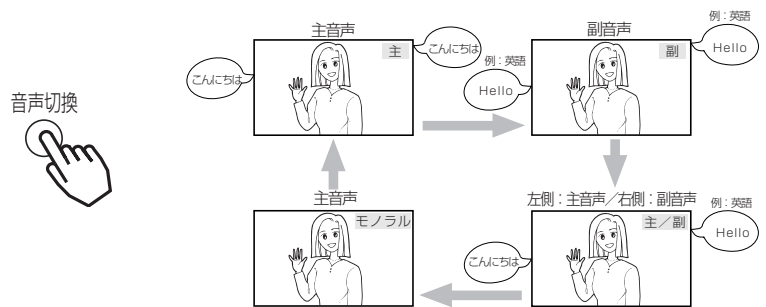 音声切換
主音声
主
こんにちは
こんにちは
副音声
例：英語
副
Hello
例：英語
Hello
左側：主音声／右側：副音声
例：英語
主／副
Hello
こんにちは
主音声
モノラル